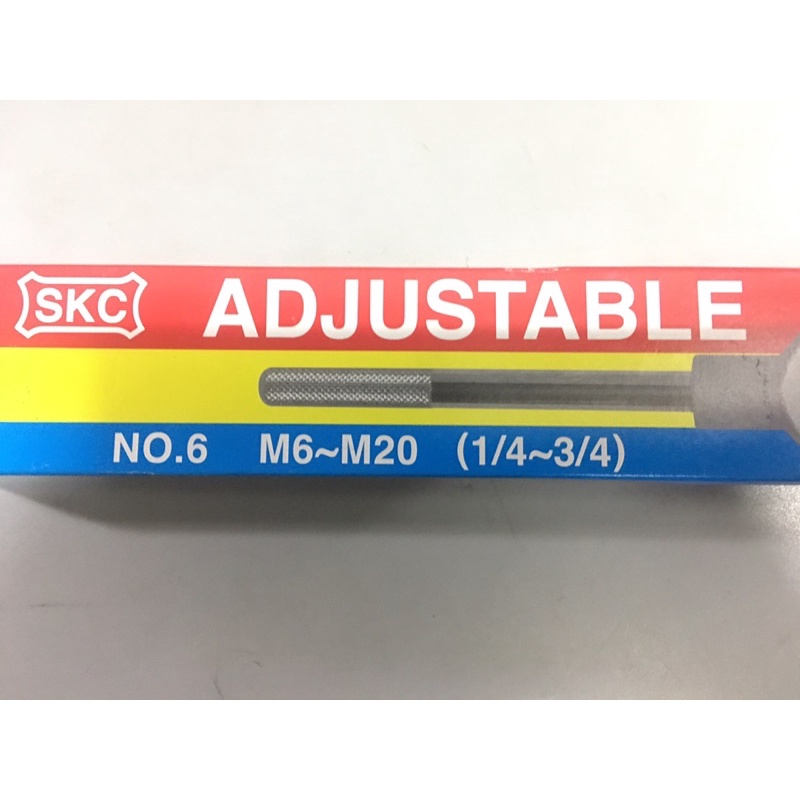 SKC ADJUSTABLE
NO.6 M6~M20 (1/4~3/4)